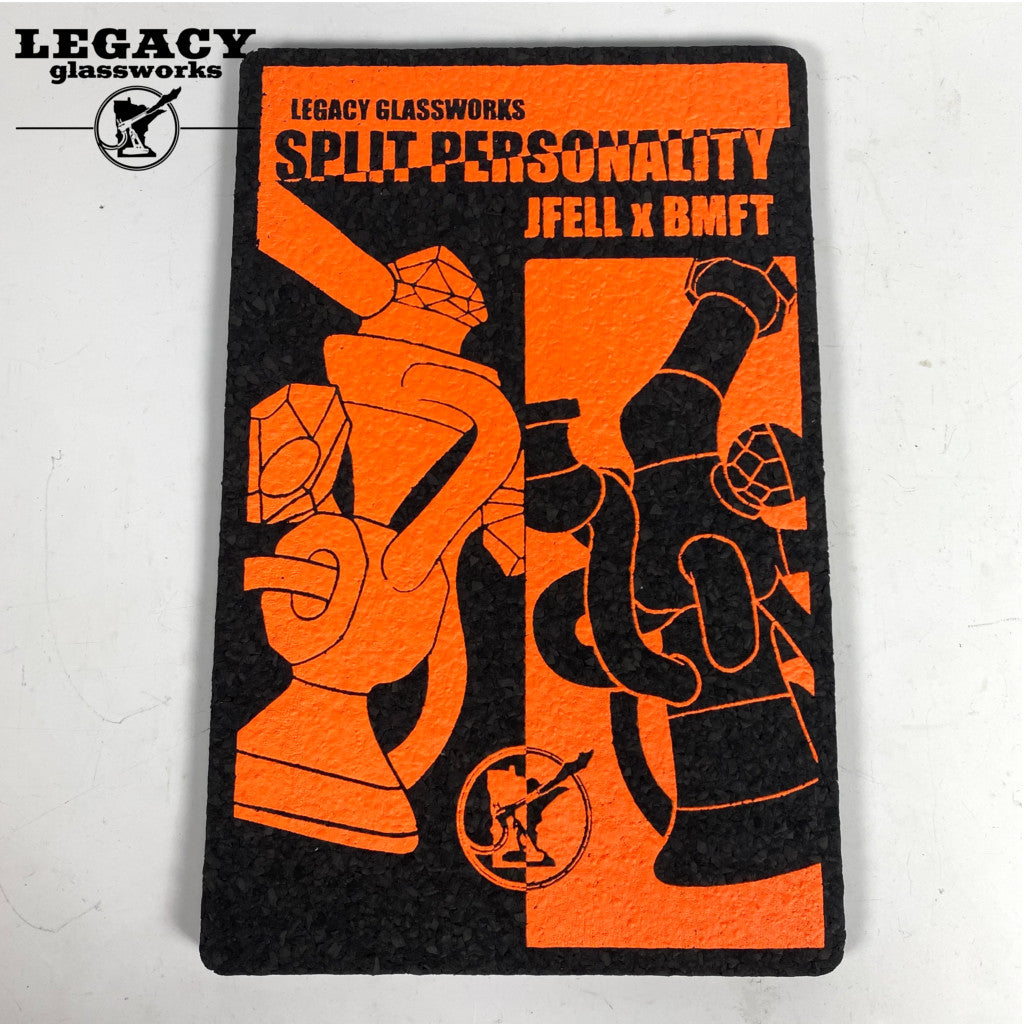 LEGACY
glassworks
LEGACY GLASSWORKS
SPLIT PERSONALITY
JFELL x BMFT